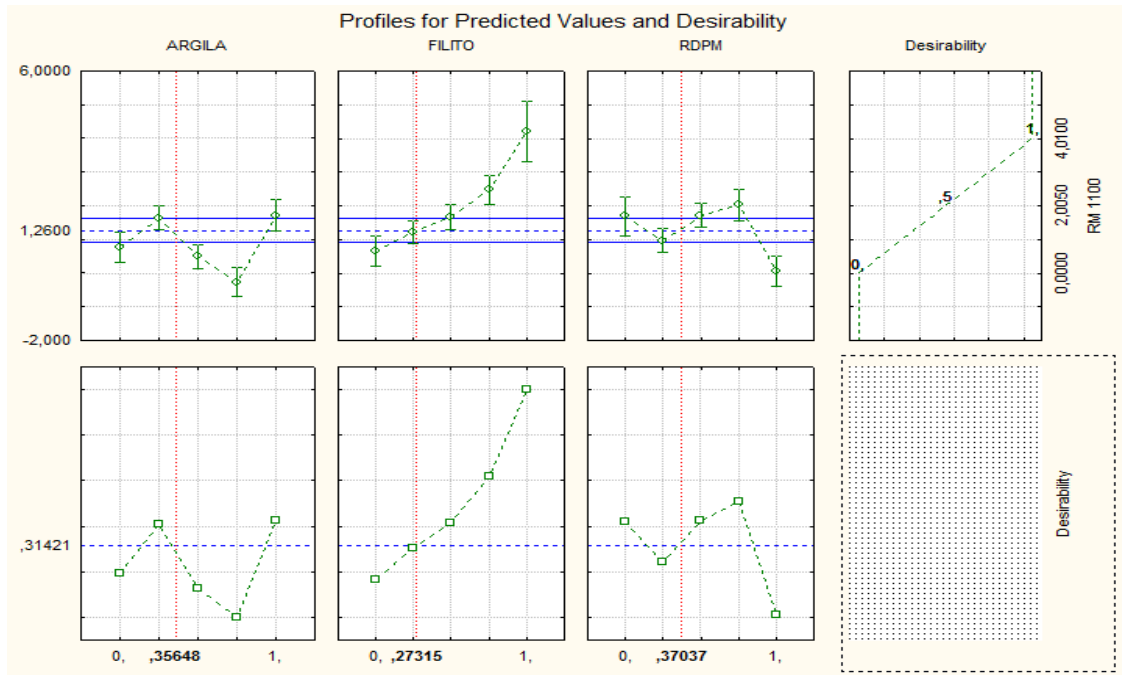 Profiles for Predicted Values and Desirability
ARGILA FILITO RDPM Desirability
6,0000
1,2600
-2,000
1,
,5
0,
4,0100
2,0050
0,0000
RM 1100
,31421
Desirability
0, ,35648 1, 0, ,27315 1, 0, ,37037 1,